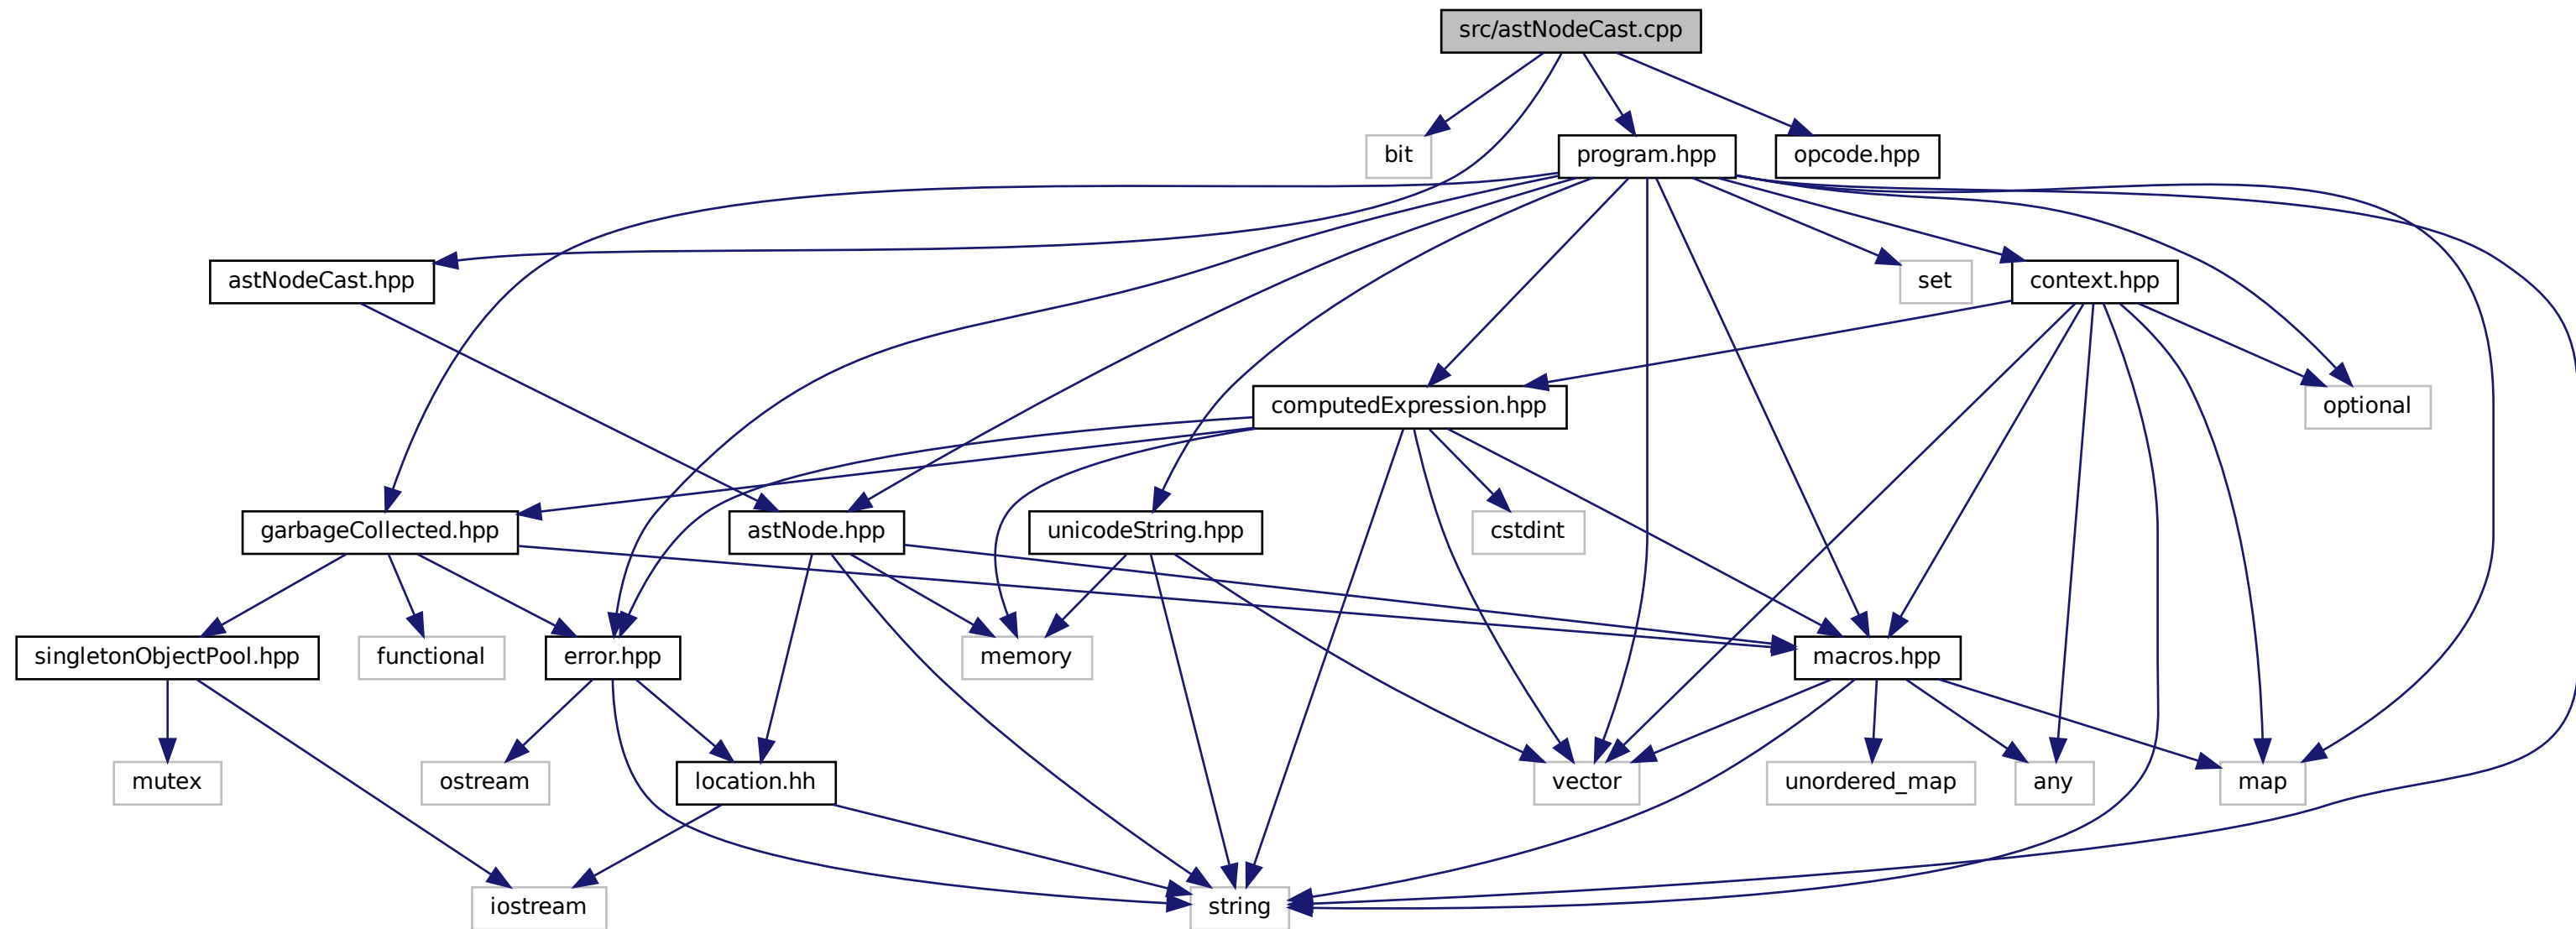 src/astNodeCast.cpp
bit
program.hpp
opcode.hpp
astNodeCast.hpp
set
context.hpp
computedExpression.hpp
optional
garbageCollected.hpp
astNode.hpp
unicodeString.hpp
cstdint
singletonObjectPool.hpp
functional
error.hpp
memory
macros.hpp
mutex
ostream
location.hh
vector
unordered_map
any
map
iostream
string